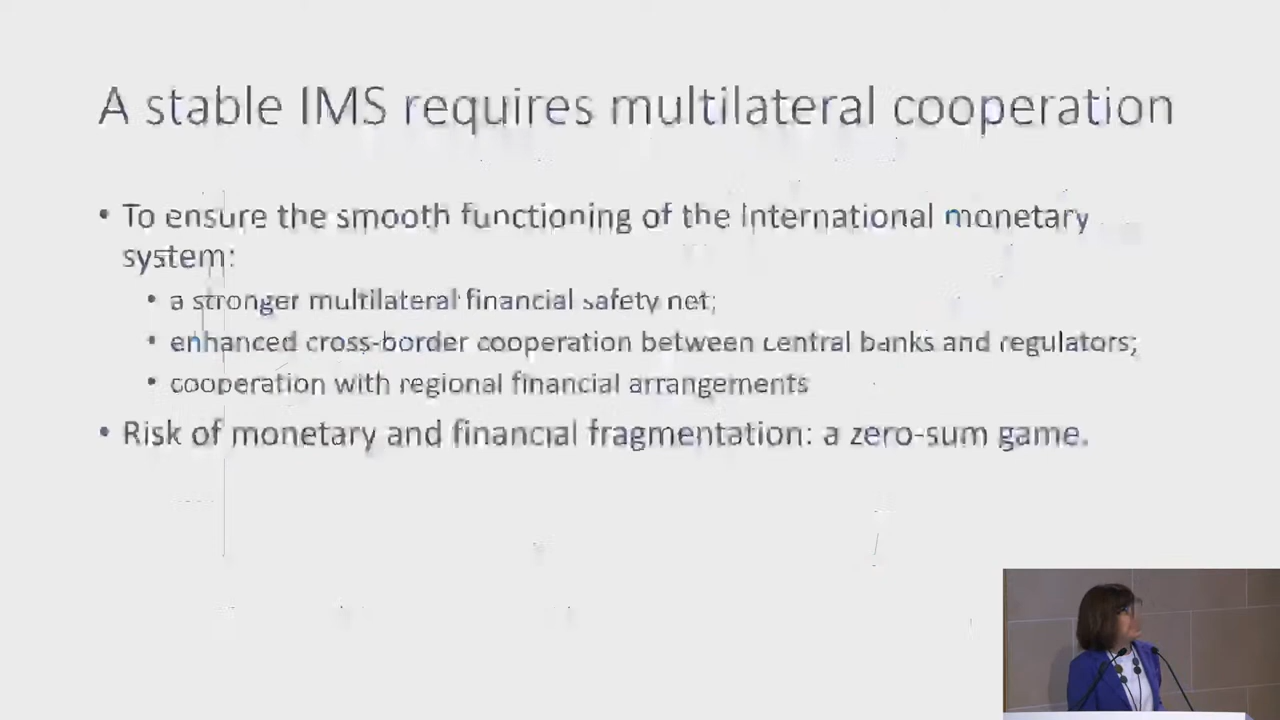 A stable IMS requires multilateral cooperation
• To ensure the smooth functioning of the international monetary
system:
• a stronger multilateral financial safety net;
• enhanced cross-border cooperation between central banks and regulators;
• cooperation with regional financial arrangements
• Risk of monetary and financial fragmentation: a zero-sum game.